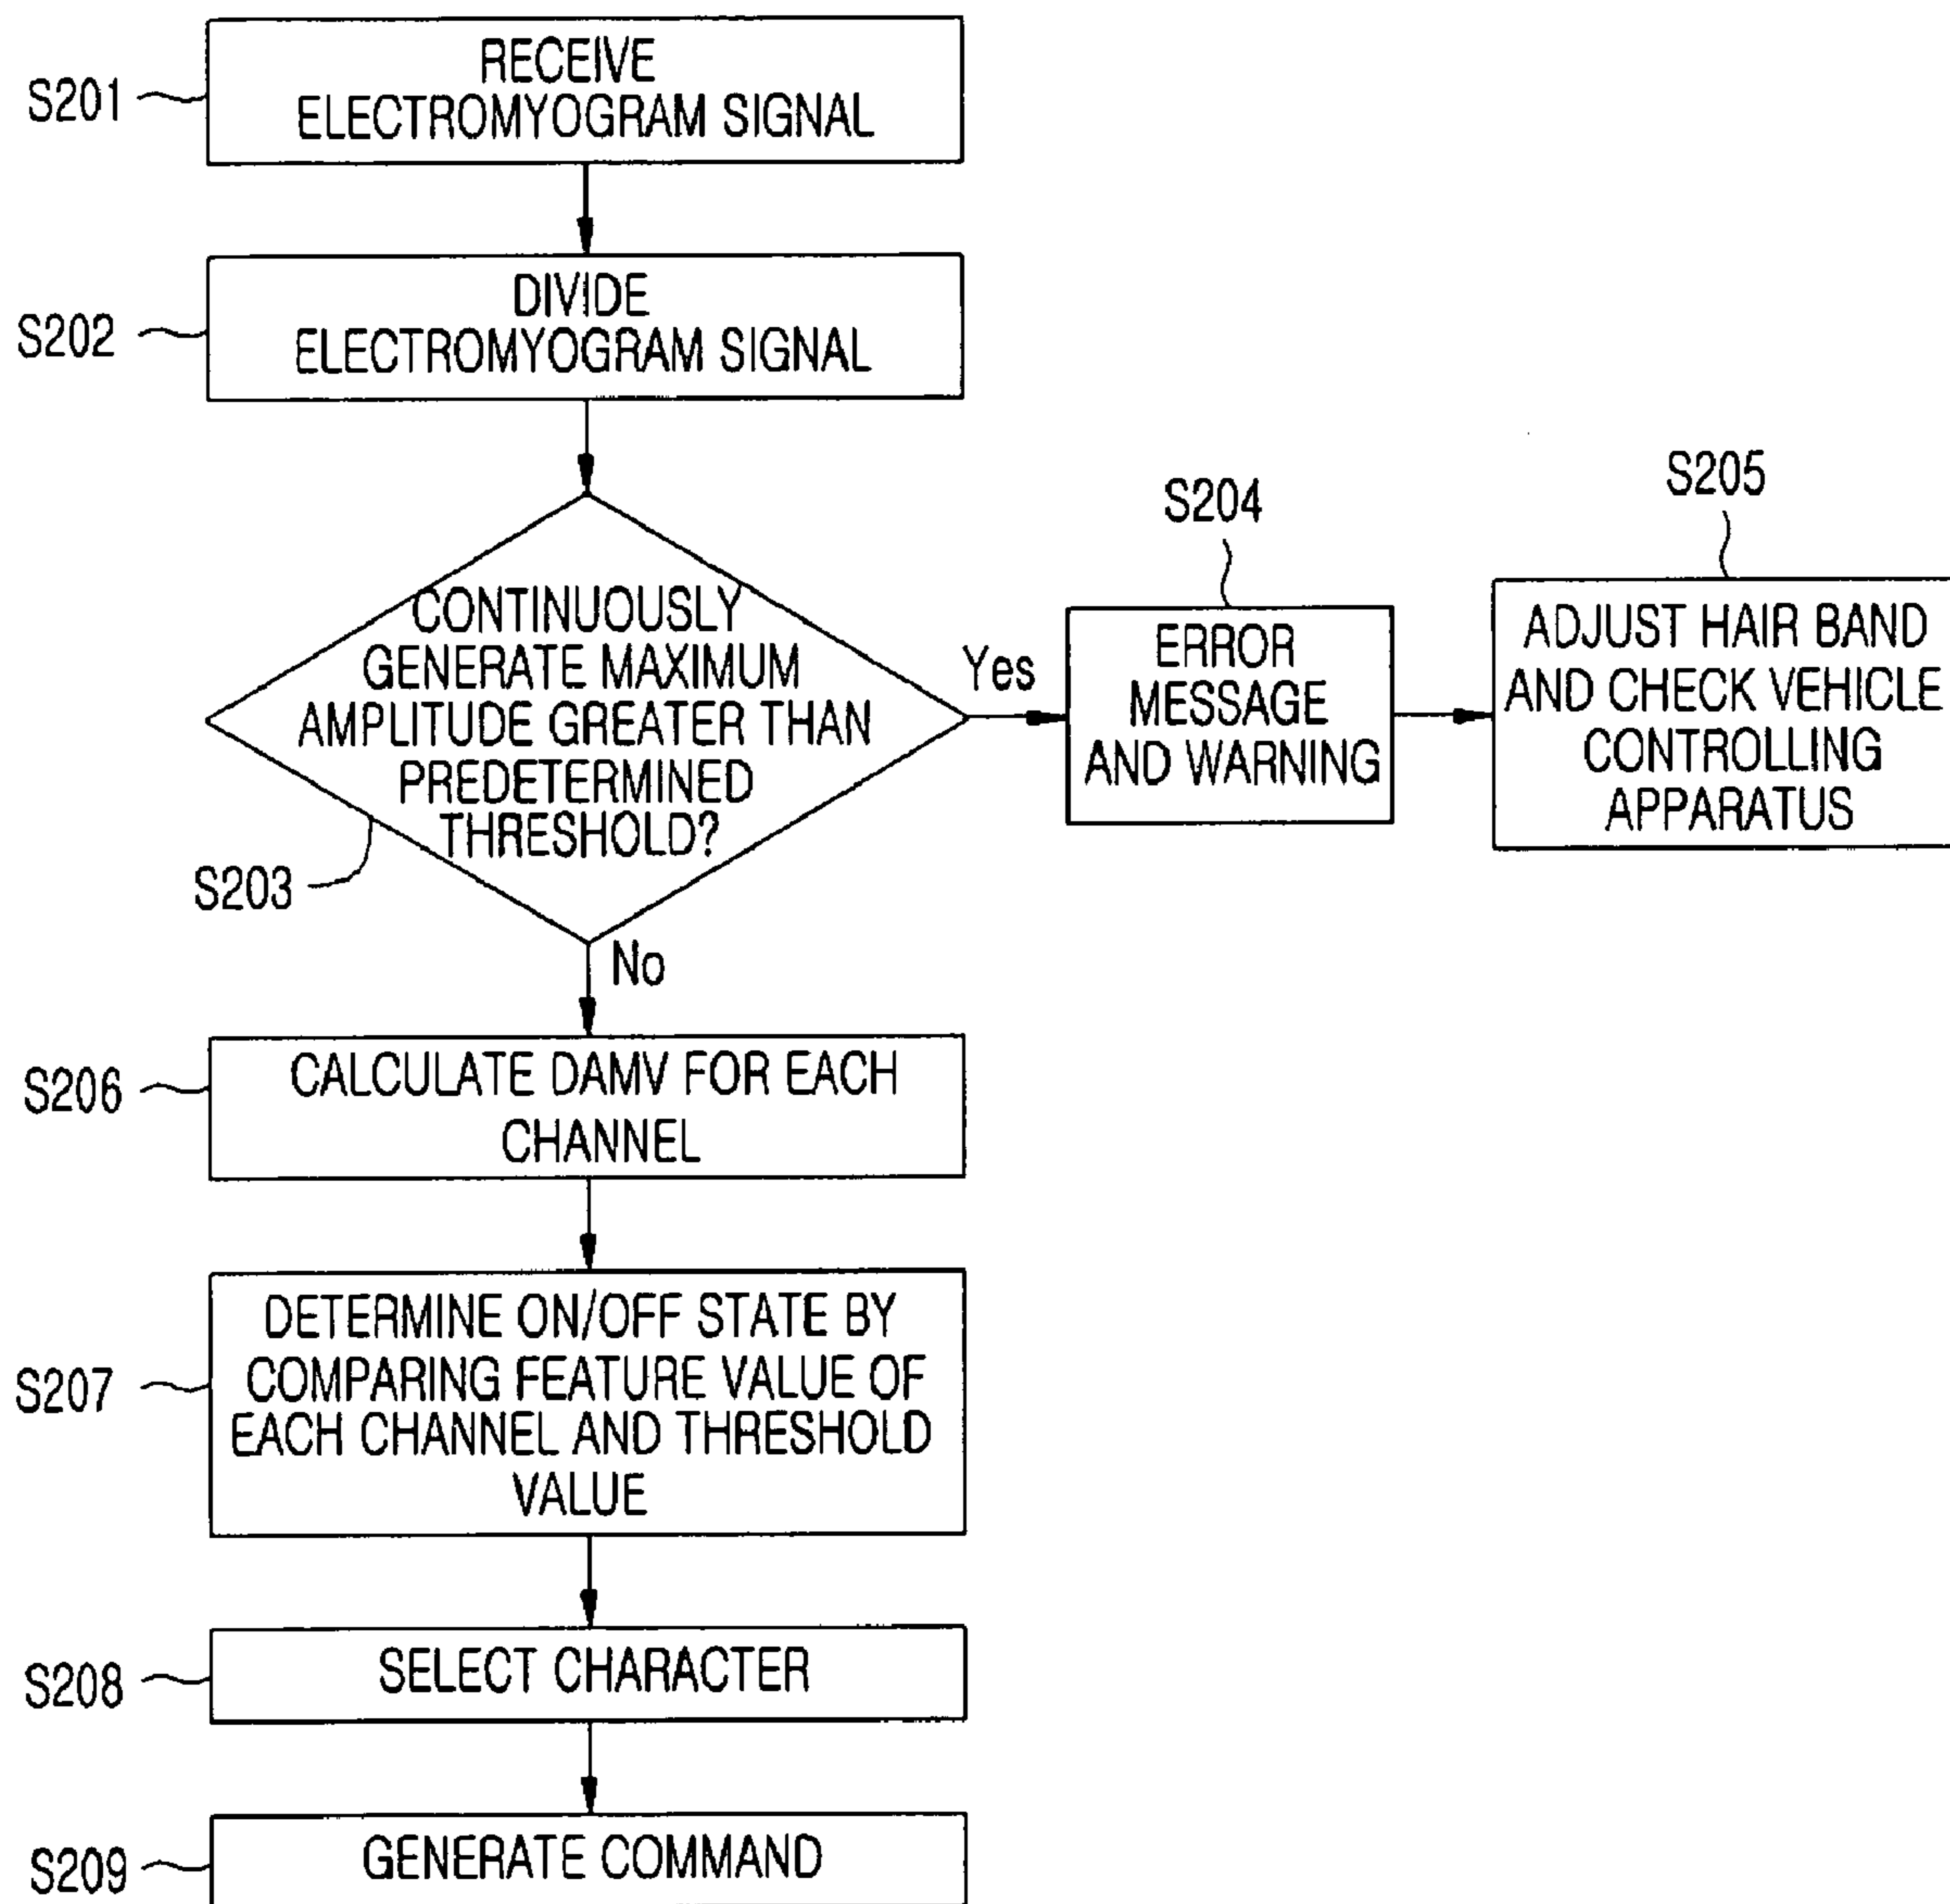 S201
RECEIVE
ELECTROMYOGRAM SIGNAL
S202
DIVIDE
ELECTROMYOGRAM SIGNAL
CONTINUOUSLY
GENERATE MAXIMUM
AMPLITUDE GREATER THAN
PREDETERMINED
THRESHOLD?
S203
Yes
S204
ERROR
MESSAGE
AND WARNING
S205
ADJUST HAIR BAND
AND CHECK VEHICLE
CONTROLLING
APPARATUS
No
S206
CALCULATE DAMV FOR EACH
CHANNEL
S207
DETERMINE ON/OFF STATE BY
COMPARING FEATURE VALUE OF
EACH CHANNEL AND THRESHOLD
VALUE
S208
SELECT CHARACTER
S209
GENERATE COMMAND